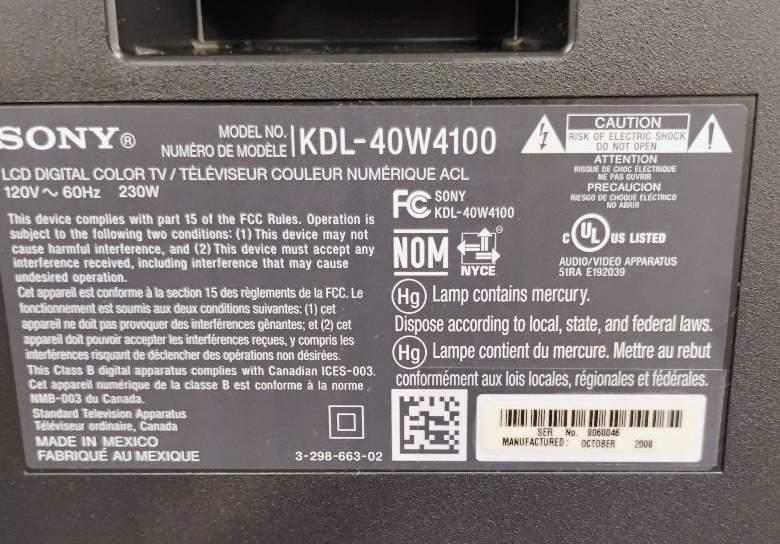 SONY®
MODEL NO.
NUMÉRO DE MODÈLE
KDL-40W4100
LCD DIGITAL COLOR TV / TÉLÉVISEUR COULEUR NUMÉRIQUE ACL
120V ~ 60Hz 230W
This device complies with part 15 of the FCC Rules. Operation is
subject to the following two conditions: (1) This device may not
cause harmful interference, and (2) This device must accept any
interference received, including interference that may cause
undesired operation.
Cet appareil est conforme à la section 15 des règlements de la FCC. Le
fonctionnement est soumis aux deux conditions suivantes: (1) cet
appareil ne doit pas provoquer des interférences gênantes; et (2) cet
appareil doit pouvoir accepter les interférences reçues, y compris les
interférences risquant de déclencher des opérations non désirées.
This Class B digital apparatus complies with Canadian ICES-003.
Cet appareil numérique de la classe B est conforme à la norme
NMB-003 du Canada.
Standard Television Apparatus
Téléviseur ordinaire, Canada
MADE IN MEXICO
FABRIQUÉ AU MEXIQUE
3-298-663-02
FC SONY
KDL-40W4100
NOM
NYCE
Hg Lamp contains mercury.
Dispose according to local, state, and federal laws.
Hg Lampe contient du mercure. Mettre au rebut
conformément aux lois locales, régionales et fédérales.
CAUTION
RISK OF ELECTRIC SHOCK
DO NOT OPEN
ATTENTION
RISQUE DE CHOC ÉLECTRIQUE
NE PAS OUVRIR
PRECAUCION
RIESGO DE CHOQUE ELÉCTRICO
NO ABRIR
C UL US LISTED
AUDIO/VIDEO APPARATUS
51RA E192039
SER No. 8060046
MANUFACTURED: OCTOBER 2008